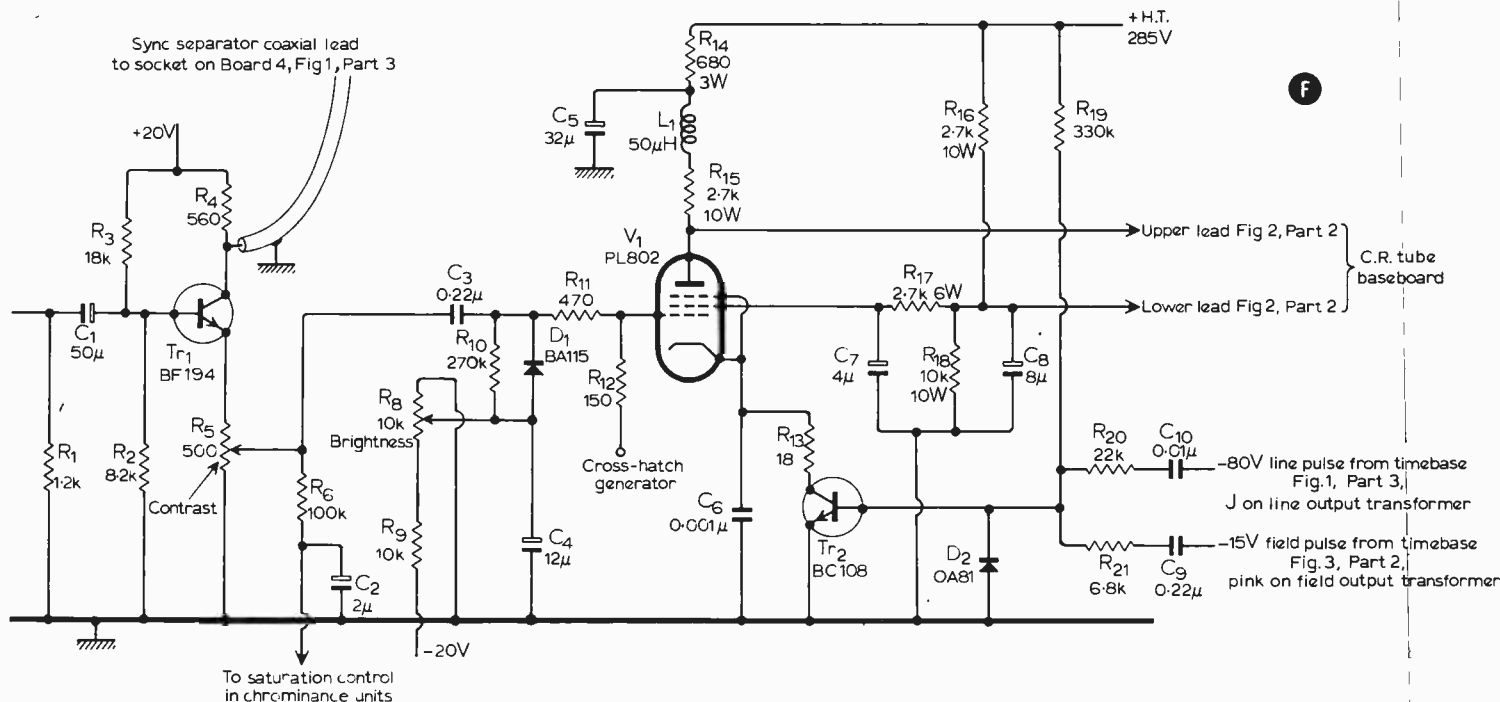 Sync separator coaxial lead
to socket on Board 4, Fig 1, Part 3
+20V
R3
18k
R4
560
C1
50μ
Tr1
BF194
R1
1.2k
R2
8.2k
R5
500
Contrast
R6
100k
C2
2μ
To saturation control
in chrominance units
C3
0.22μ
R10
270k
D1
BA115
R11
470
R8
10k
Brightness
R9
10k
-20V
C4
12μ
R12
150
Cross-hatch
generator
V1
PL802
R14
680
3W
C5
32μ
L1
50μH
R15
2.7k
10W
+H.T.
285V
F
R16
2.7k
10W
R19
330k
Upper lead Fig 2, Part 2
C.R. tube
baseboard
Lower lead Fig 2, Part 2
R17
2.7k 6W
C7
4μ
R18
10k
10W
C8
8μ
R13
18
C6
0.001μ
Tr2
BC108
D2
OA81
R20
22k
C10
0.01μ
-80V line pulse from timebase
Fig.1, Part 3,
J on line output transformer
R21
6.8k
C9
0.22μ
-15V field pulse from timebase
Fig. 3, Part 2,
pink on field output transformer